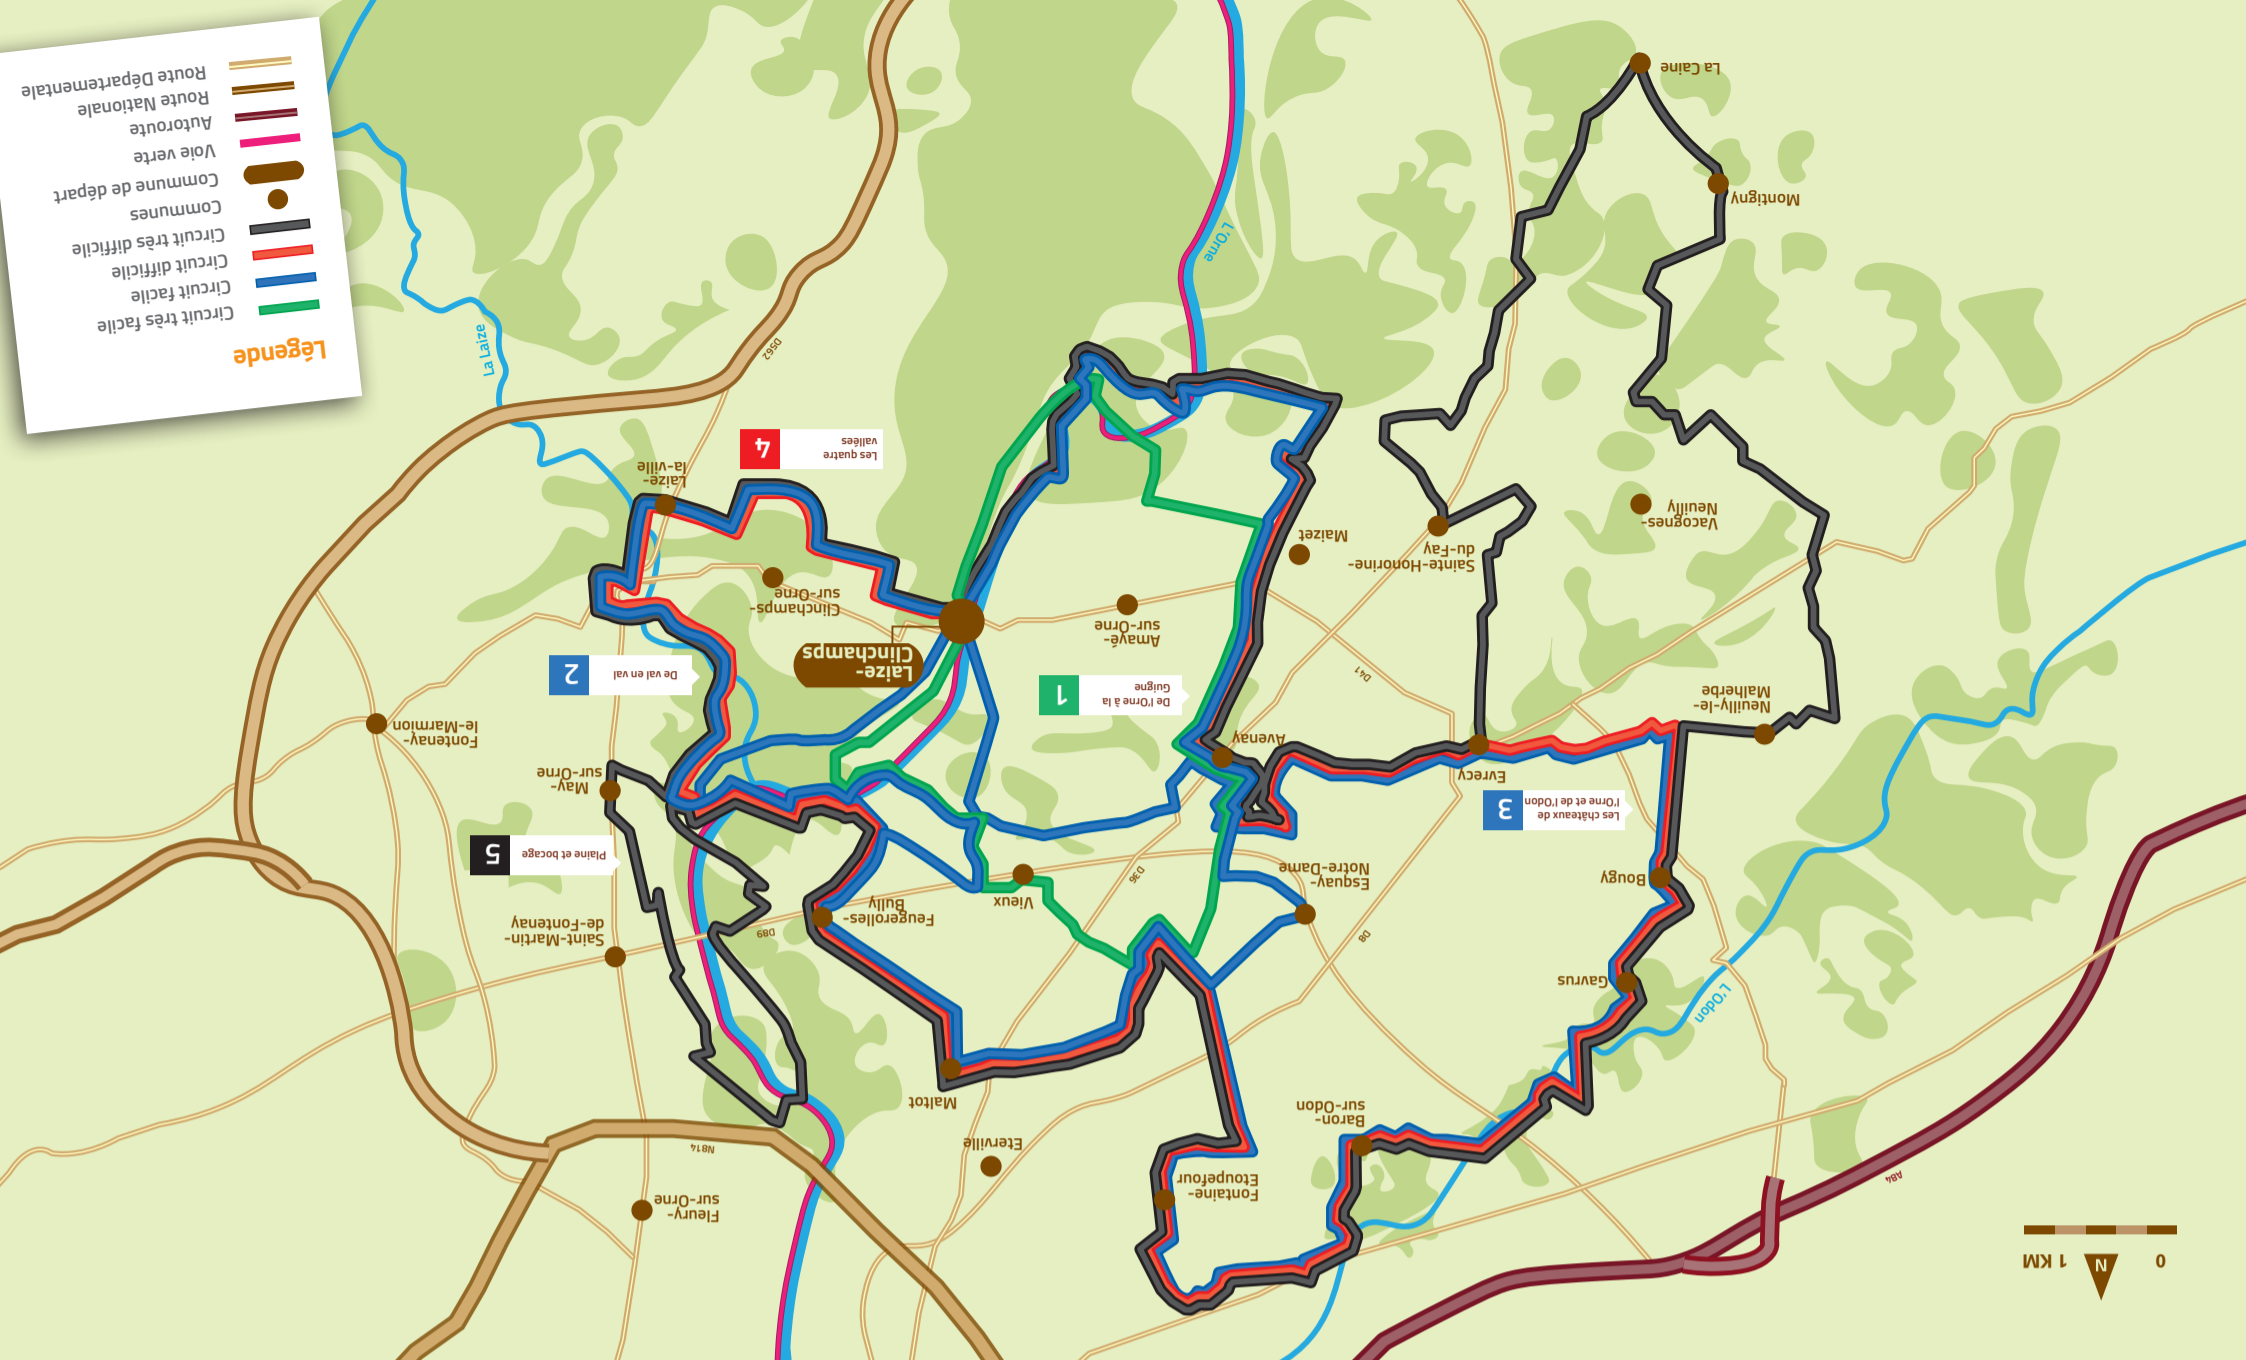 N
0 1 KM
Fleury-
sur-Orne
Fontaine-
Etoupefour
A84
N814
Eterville
Baron-
sur-Odon
Maltot
L'Odon
Gavrus
Saint-Martin-
de-Fontenay
D89
D8
Feugerolles-
Bully
Vieux
Bougy
Esquay-
Notre-Dame
D36
5
Plaine et bocage
3
Les châteaux de
l'Orne et de l'Odon
May-
sur-Orne
Evrecy
Avenay
Fontenay-
le-Marmion
Neuilly-le-
Malherbe
1
De l'Orne à la
Guigne
2
De val en val
Laize-
Clinchamps
D41
Amayé-
sur-Orne
Clinchamps-
sur-Orne
Sainte-Honorine-
du-Fay
Maizet
Vacognes-
Neuilly
Laize-
la-ville
4
Les quatre
vallées
D562
La Laize
L'Orne
Montigny
La Caine
Légende
Circuit très facile
Circuit facile
Circuit difficile
Circuit très difficile
Communes
Commune de départ
Voie verte
Autoroute
Route Nationale
Route Départementale